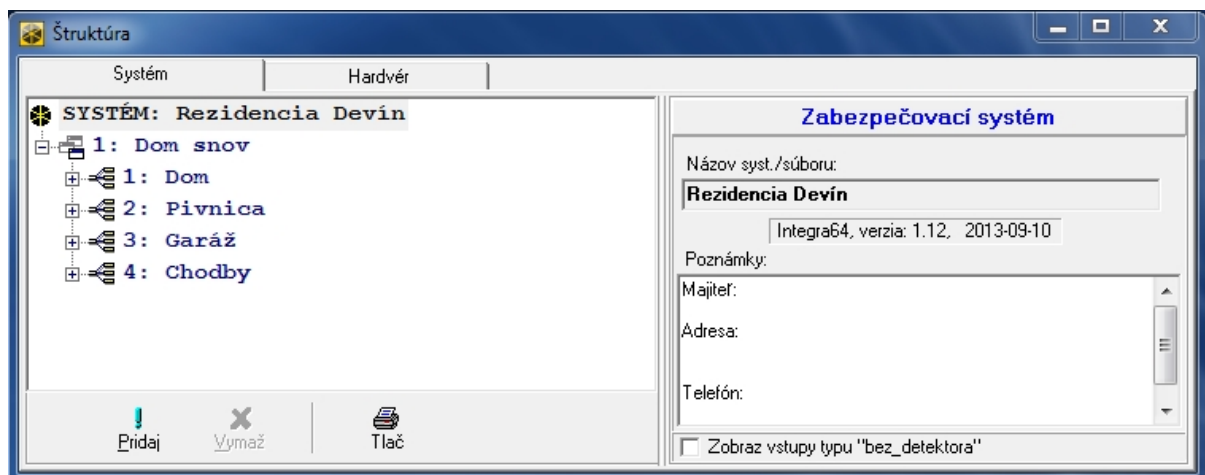 Štruktúra
Systém
Hardvér
SYSTÉM: Rezidencia Devín
1: Dom snov
1: Dom
2: Pivnica
3: Garáž
4: Chodby
Pridaj
Vymaž
Tlač
Zabezpečovací systém
Názov syst./súboru:
Rezidencia Devín
Integra64, verzia: 1.12, 2013-09-10
Poznámky:
Majiteľ:
Adresa:
Telefón:
Zobraz vstupy typu "bez_detektora"